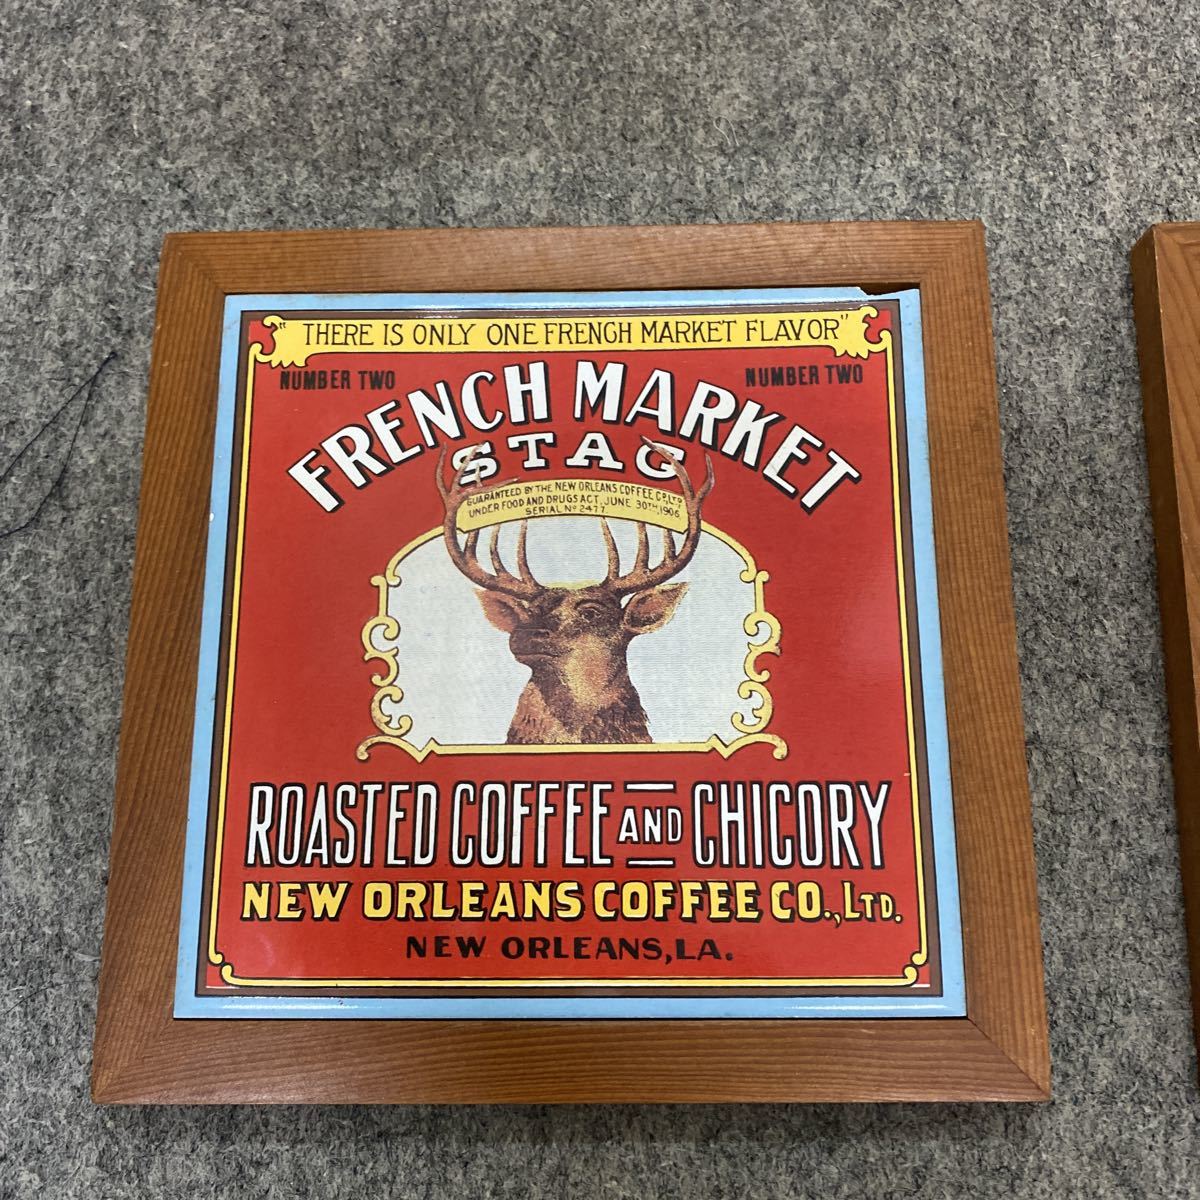 "THERE IS ONLY ONE FRENCH MARKET FLAVOR"
NUMBER TWO NUMBER TWO
FRENCH MARKET
STAG
GUARANTEED BY THE NEW ORLEANS COFFEE CO., LTD.
UNDER FOOD AND DRUGS ACT, JUNE 30TH, 1906.
SERIAL No 2477.
ROASTED COFFEE AND CHICORY
NEW ORLEANS COFFEE CO., LTD.
NEW ORLEANS, LA.